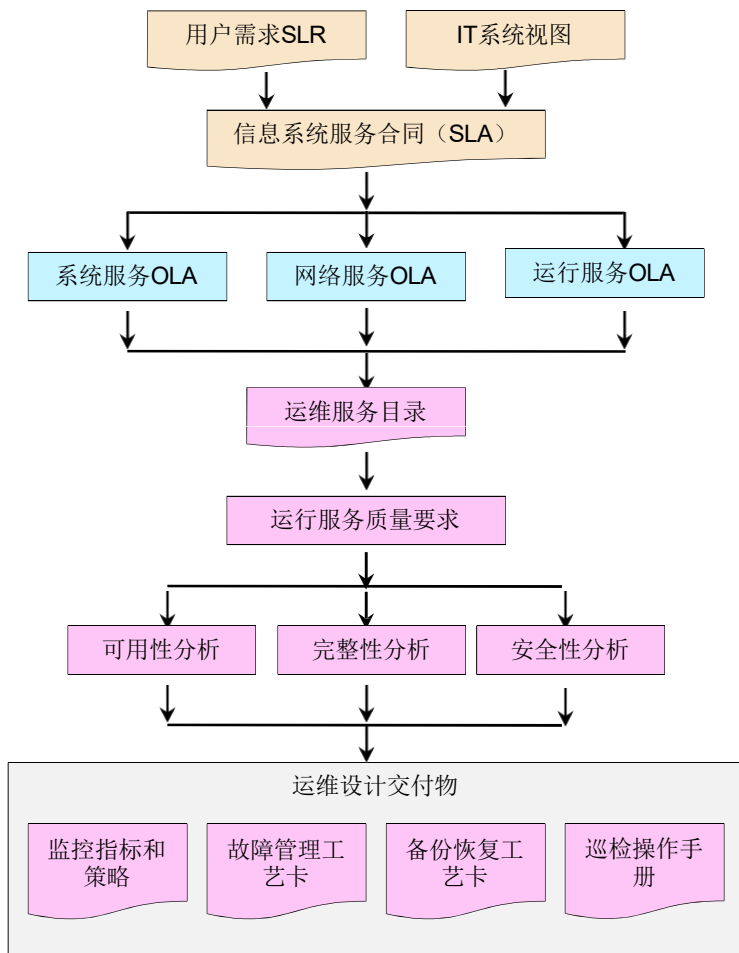 用户需求SLR
IT系统视图
信息系统服务合同（SLA）
系统服务OLA
网络服务OLA
运行服务OLA
运维服务目录
运行服务质量要求
可用性分析
完整性分析
安全性分析
运维设计交付物
监控指标和
策略
故障管理工
艺卡
备份恢复工
艺卡
巡检操作手
册